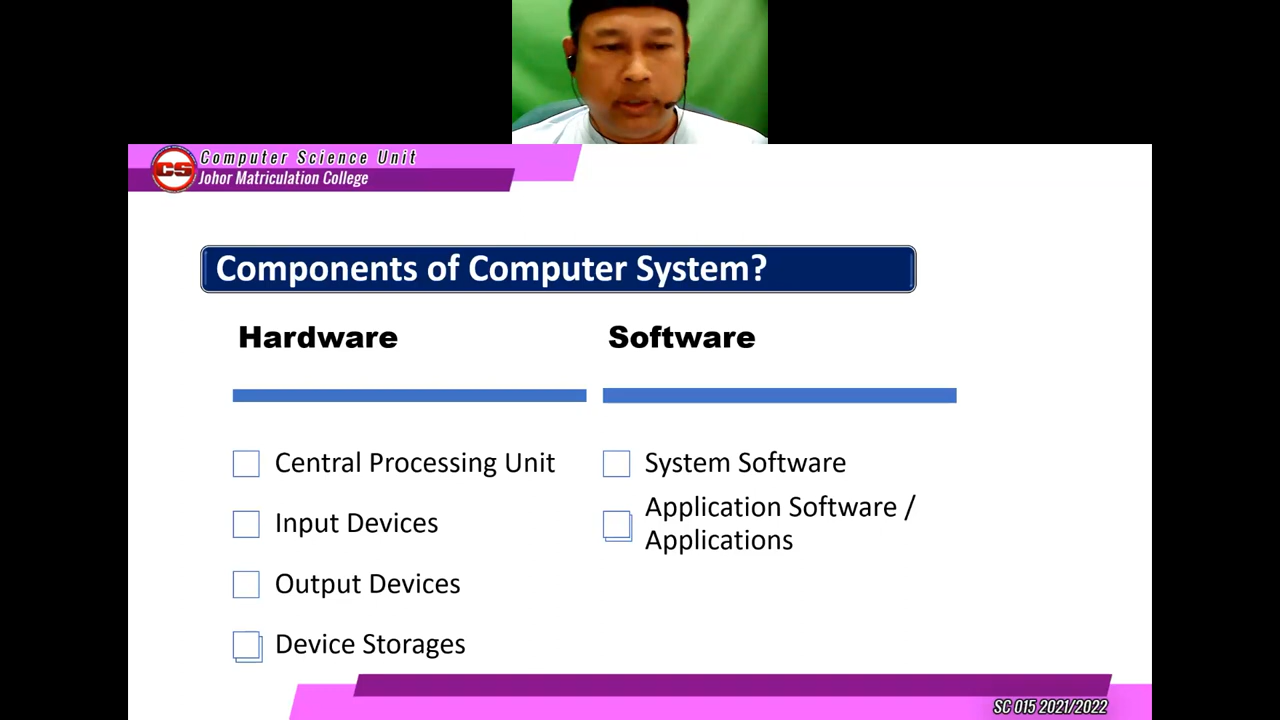 Computer Science Unit
CS
Johor Matriculation College
Components of Computer System?
Hardware
Central Processing Unit
Input Devices
Output Devices
Device Storages
Software
System Software
Application Software /
Applications
SC 015 2021/2022